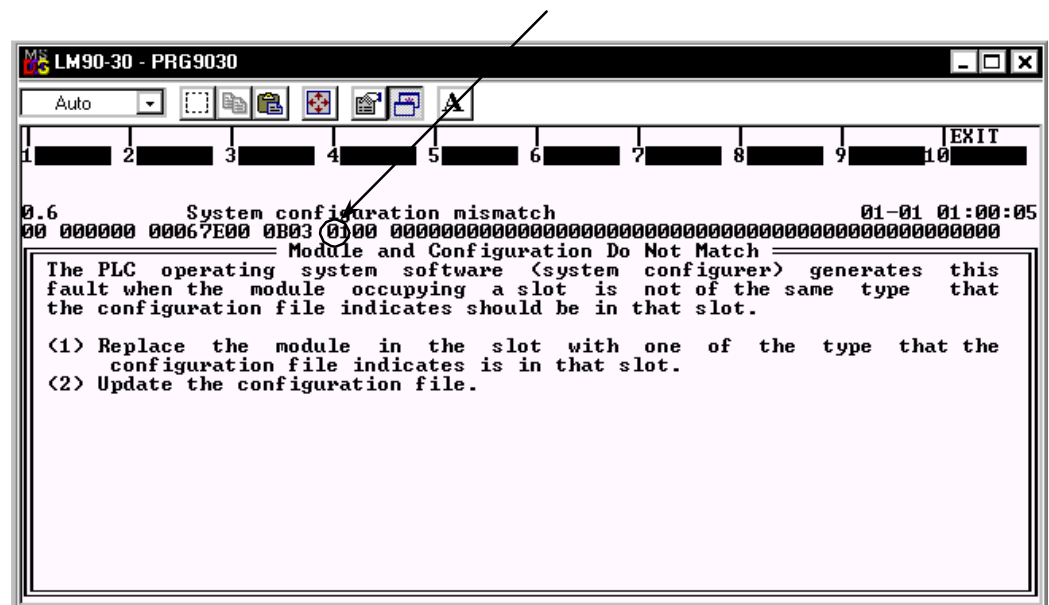 LM90-30 - PRG9030
Auto
A
EXIT
1 2 3 4 5 6 7 8 9 10
0.6 System configuration mismatch 01-01 01:00:05
00 000000 00067E00 0B03 0100 000000000000000000000000000000000000000000000000
Module and Configuration Do Not Match
The PLC operating system software (system configurer) generates this
fault when the module occupying a slot is not of the same type that
the configuration file indicates should be in that slot.
(1) Replace the module in the slot with one of the type that the
configuration file indicates is in that slot.
(2) Update the configuration file.